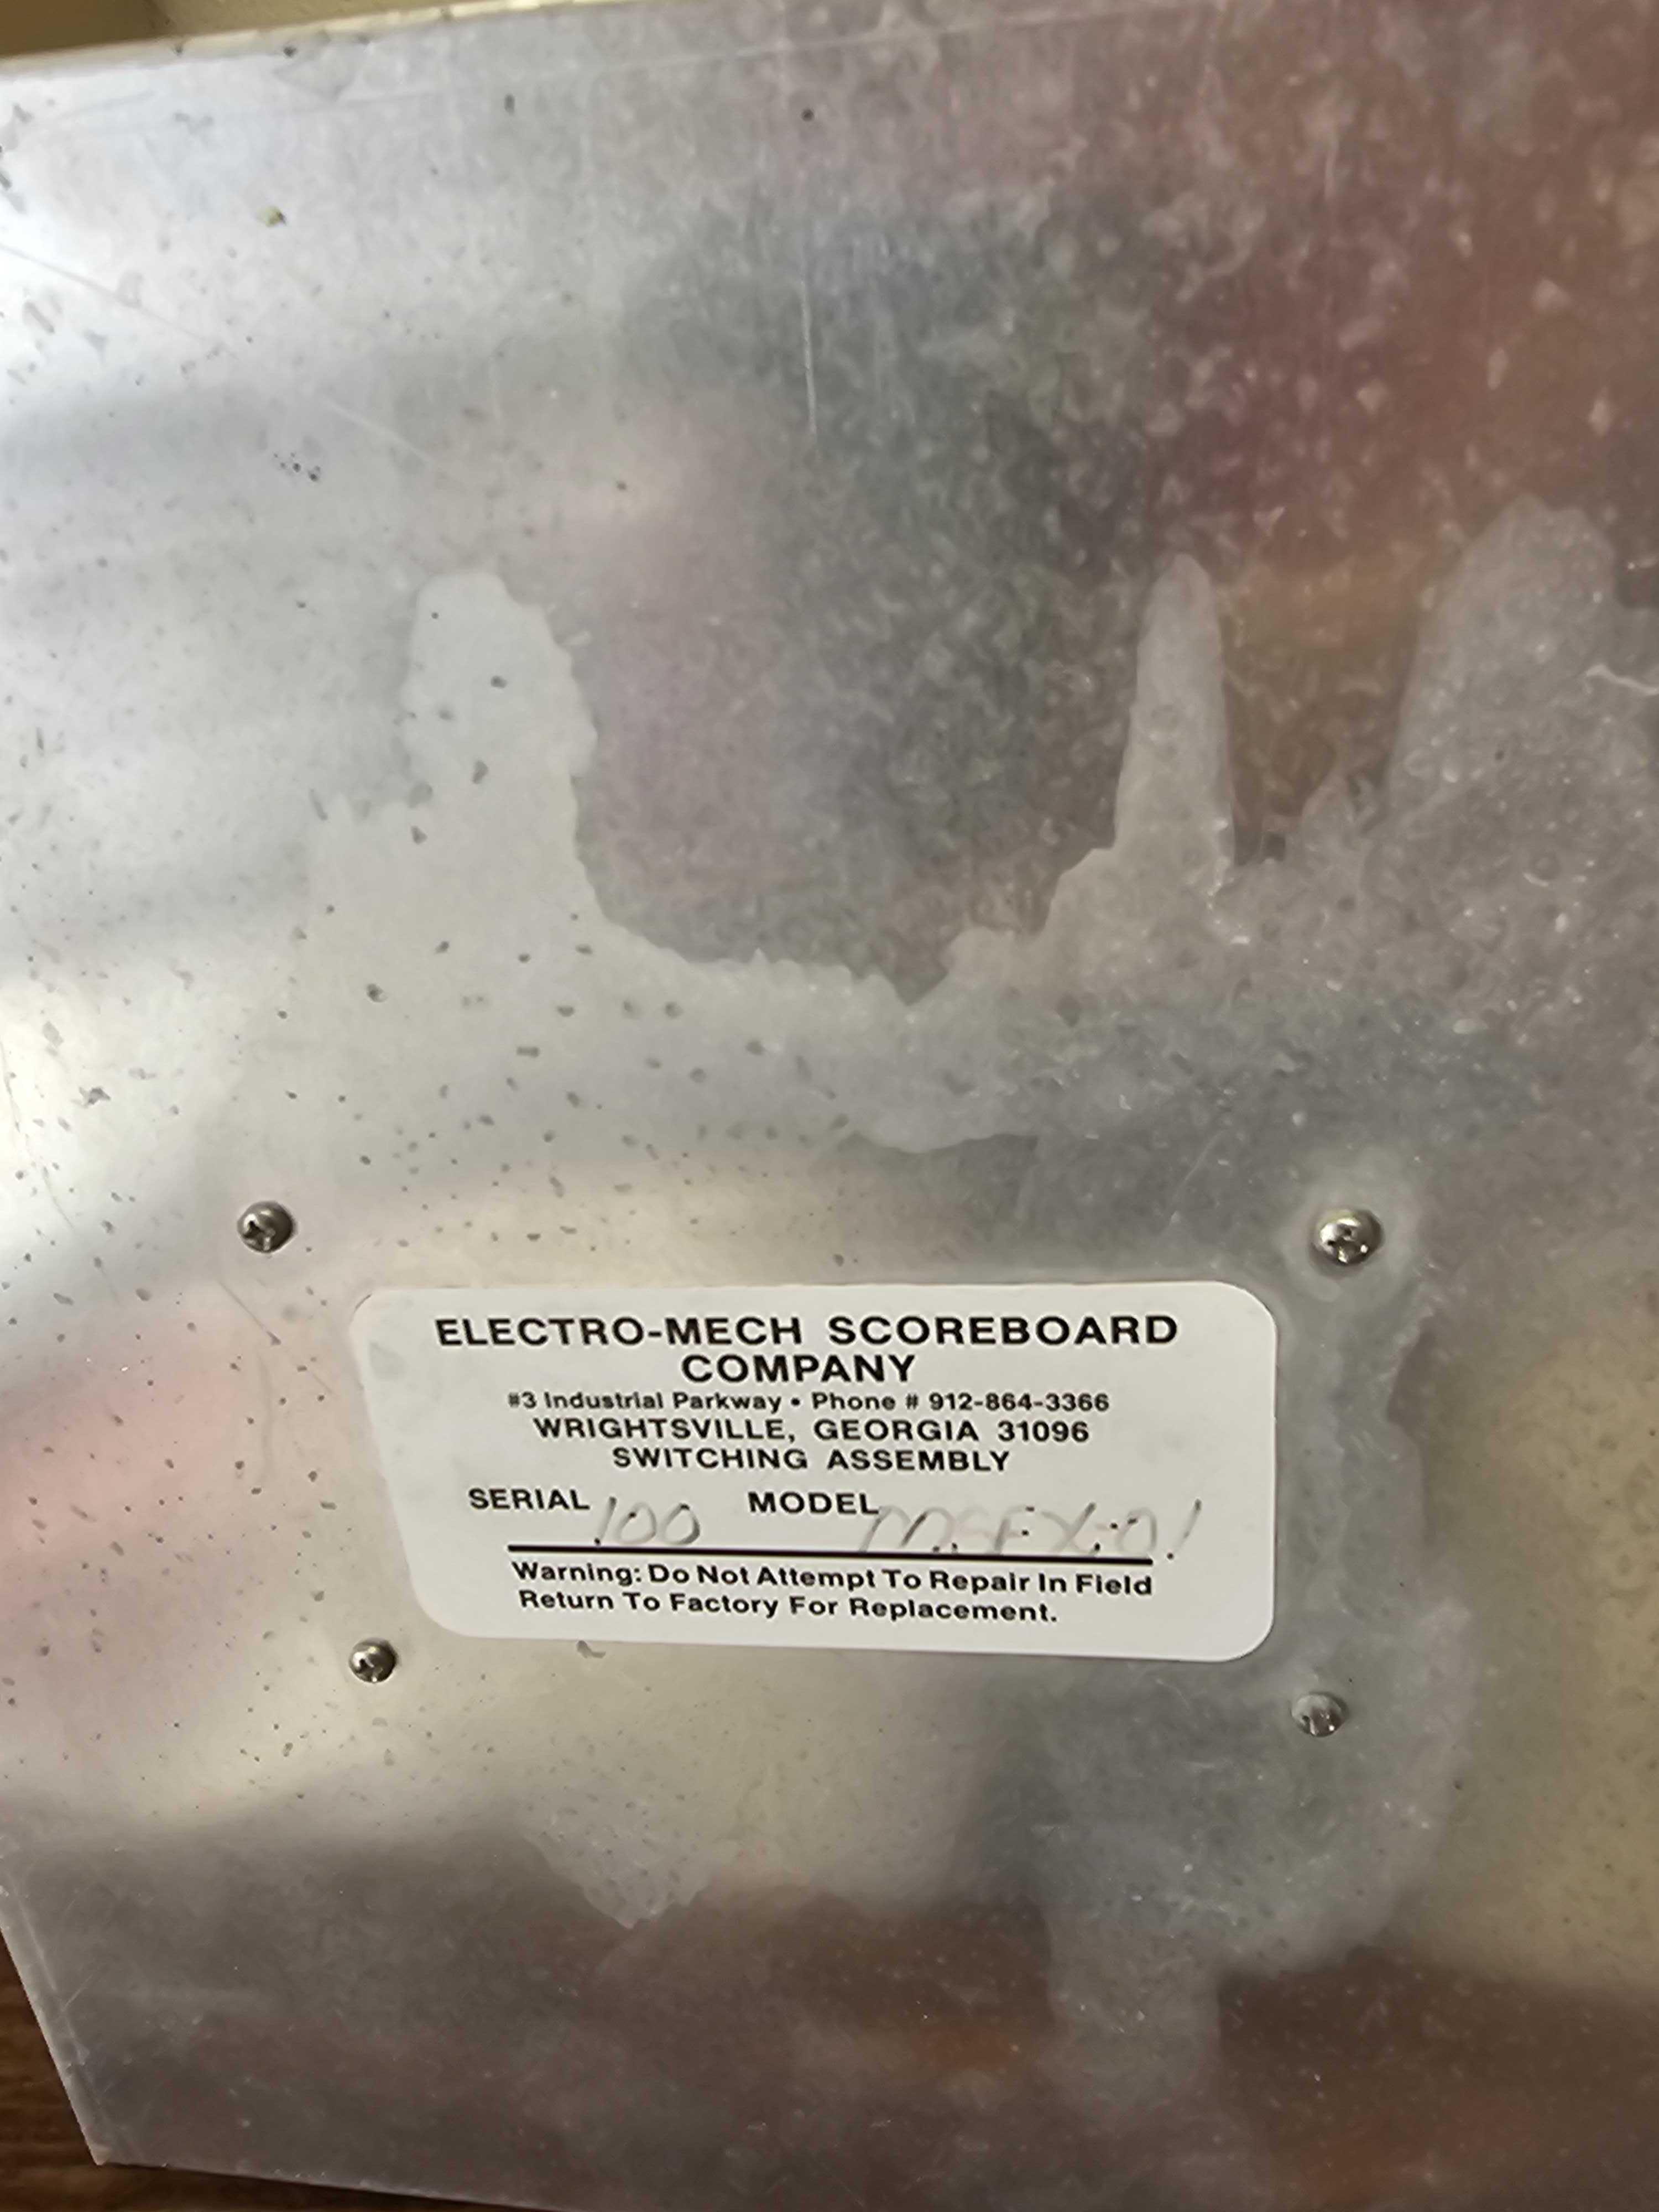 ELECTRO-MECH SCOREBOARD
COMPANY
#3 Industrial Parkway • Phone # 912-864-3366
WRIGHTSVILLE, GEORGIA 31096
SWITCHING ASSEMBLY
SERIAL 100 MODEL
Warning: Do Not Attempt To Repair In Field
Return To Factory For Replacement.